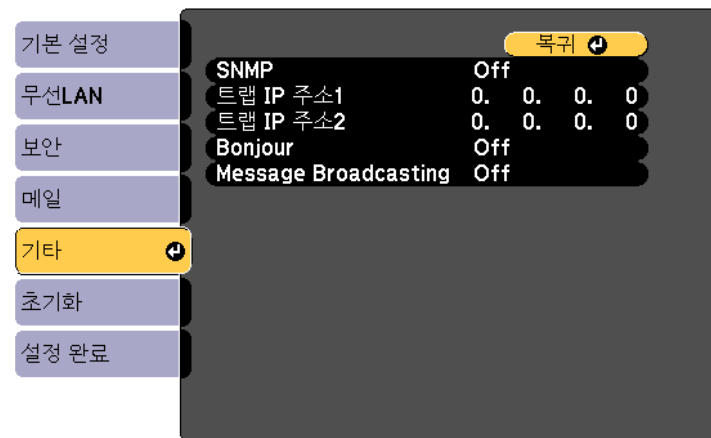 기본 설정
무선LAN
보안
메일
기타
초기화
설정 완료
복귀
SNMP Off
트랩 IP 주소1 0. 0. 0. 0
트랩 IP 주소2 0. 0. 0. 0
Bonjour Off
Message Broadcasting Off